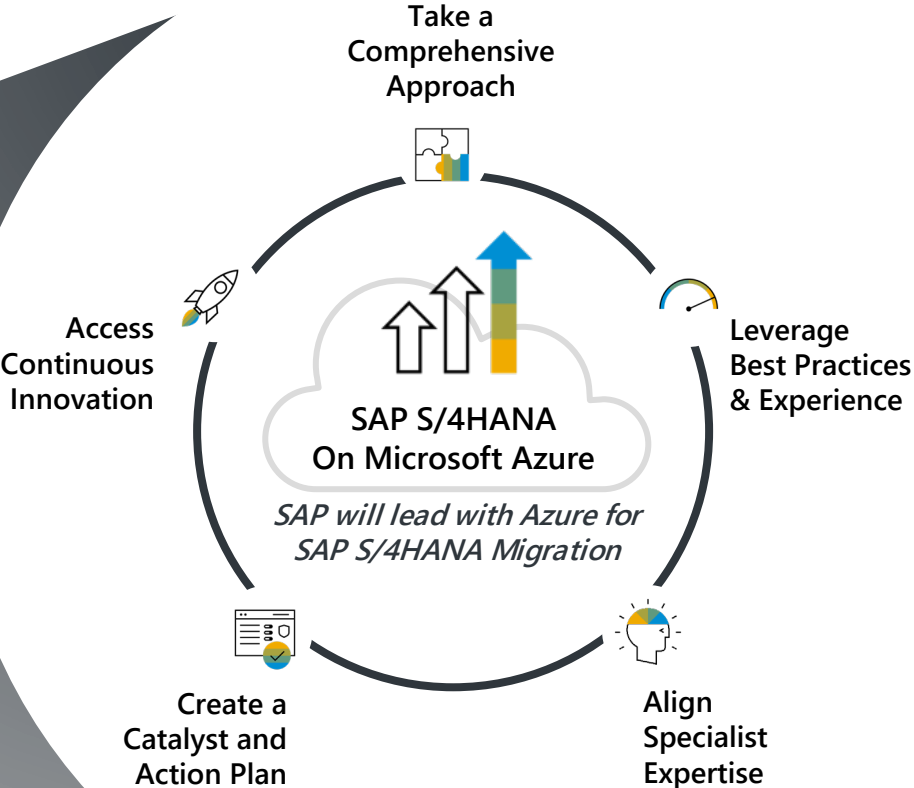 Take a
Comprehensive
Approach
Access
Continuous
Innovation
Leverage
Best Practices
& Experience
SAP S/4HANA
On Microsoft Azure
SAP will lead with Azure for
SAP S/4HANA Migration
Create a
Catalyst and
Action Plan
Align
Specialist
Expertise